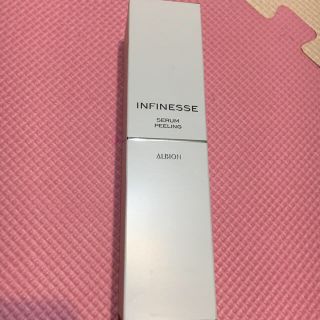 INFINESSE
SERUM
PEELING
ALBION